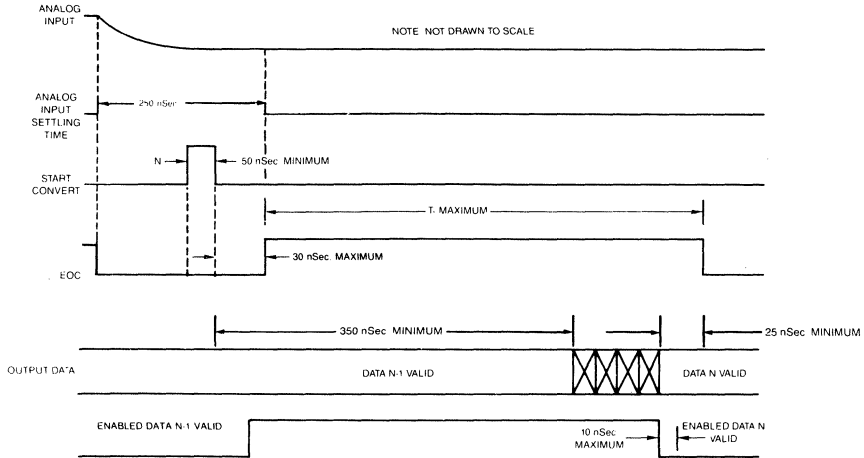 ANALOG
INPUT
NOTE NOT DRAWN TO SCALE
ANALOG
INPUT
SETTLING
TIME
250 nSec
N
50 nSec MINIMUM
START
CONVERT
MAXIMUM
30 nSec. MAXIMUM
EOC
350 nSec MINIMUM
25 nSec MINIMUM
OUTPUT DATA
DATA N-1 VALID
DATA N VALID
ENABLED DATA N-1 VALID
10 nSec
MAXIMUM
ENABLED DATA N
VALID